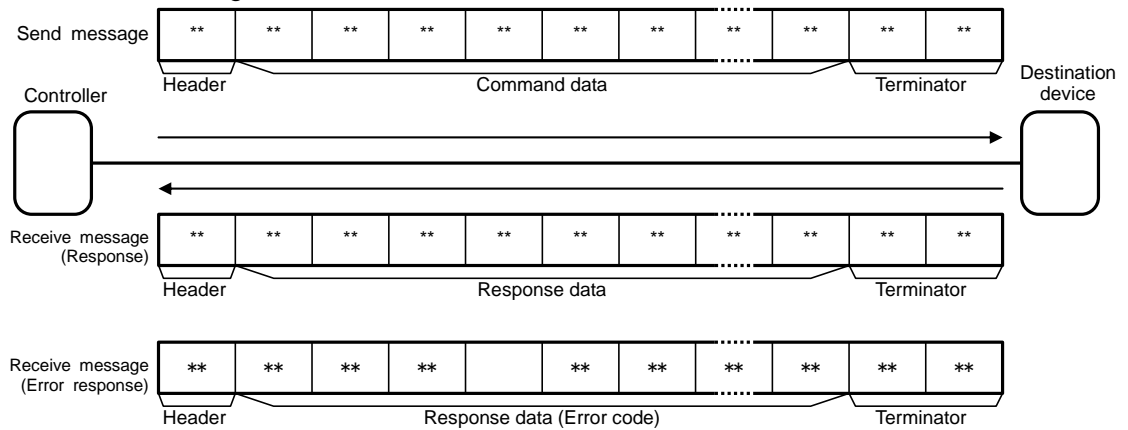 Send message ** ** ** ** ** ** ** ** ** ** **
Header Command data Terminator
Controller
Destination
device
Receive message
(Response)
** ** ** ** ** ** ** ** ** ** **
Header Response data Terminator
Receive message
(Error response)
** ** ** ** ** ** ** ** ** **
Header Response data (Error code) Terminator